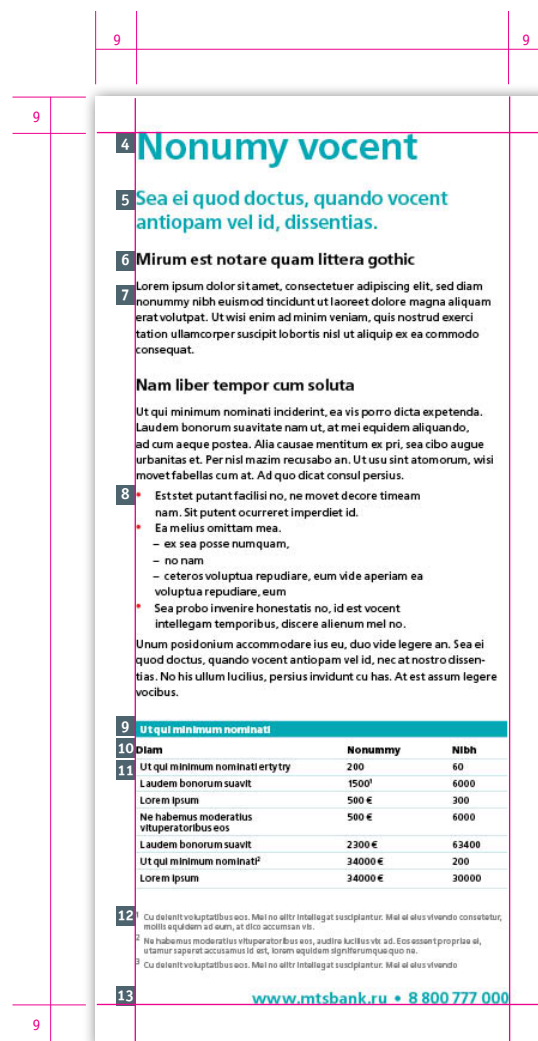 9
9
9
4 Nonumy vocent
5 Sea ei quod doctus, quando vocent
antiopam vel id, dissentias.
6 Mirum est notare quam littera gothic
Lorem ipsum dolor sit amet, consectetuer adipiscing elit, sed diam
7 nonummy nibh euismod tincidunt ut laoreet dolore magna aliquam
erat volutpat. Ut wisi enim ad minim veniam, quis nostrud exerci
tation ullamcorper suscipit lobortis nisl ut aliquip ex ea commodo
consequat.
Nam liber tempor cum soluta
Ut qui minimum nominati inciderint, ea vis porro dicta expetenda.
Laudem bonorum suavitate nam ut, at mei equidem aliquando,
ad cum aeque postea. Alia causae mentitum ex pri, sea cibo augue
urbanitas et. Per nisl mazim recusabo an. Ut usu sint atomorum, wisi
movet fabellas cum at. Ad quo dicat consul persius.
8 • Est stet putant facilisi no, ne movet decore timeam
nam. Sit putent ocurreret imperdiet id.
• Ea melius omittam mea.
– ex sea posse numquam,
– no nam
– ceteros voluptua repudiare, eum vide aperiam ea
voluptua repudiare, eum
• Sea probo invenire honestatis no, id est vocent
intellegam temporibus, discere alienum mel no.
Unum posidonium accommodare ius eu, duo vide legere an. Sea ei
quod doctus, quando vocent antiopam vel id, nec at nostro dissen-
tias. No his ullum lucilius, persius invidunt cu has. At est assum legere
vocibus.
9 Ut qui minimum nominati
10 Diam Nonummy Nibh
11 Ut qui minimum nominati ertytry 200 60
Laudem bonorum suavit 1500¹ 6000
Lorem ipsum 500 € 300
Ne habemus moderatius 500 € 6000
vituperatoribus eos
Laudem bonorum suavit 2300 € 63400
Ut qui minimum nominati² 34000 € 200
Lorem ipsum 34000 € 30000
12 ¹ Cu delenit voluptatibus eos. Mel no elitr intellegat suscipiantur. Mel ei eius vivendo consetetur,
mollis equidem ad eum, at dico accumsan vis.
² Ne habemus moderatius vituperatoribus eos, audire lucilius vix ad. Eos essent propriae ei,
utamur saperet accusamus id est, lorem equidem signiferumque quo ne.
³ Cu delenit voluptatibus eos. Mel no elitr intellegat suscipiantur. Mel ei eius vivendo
13 www.mtsbank.ru • 8 800 777 000
9